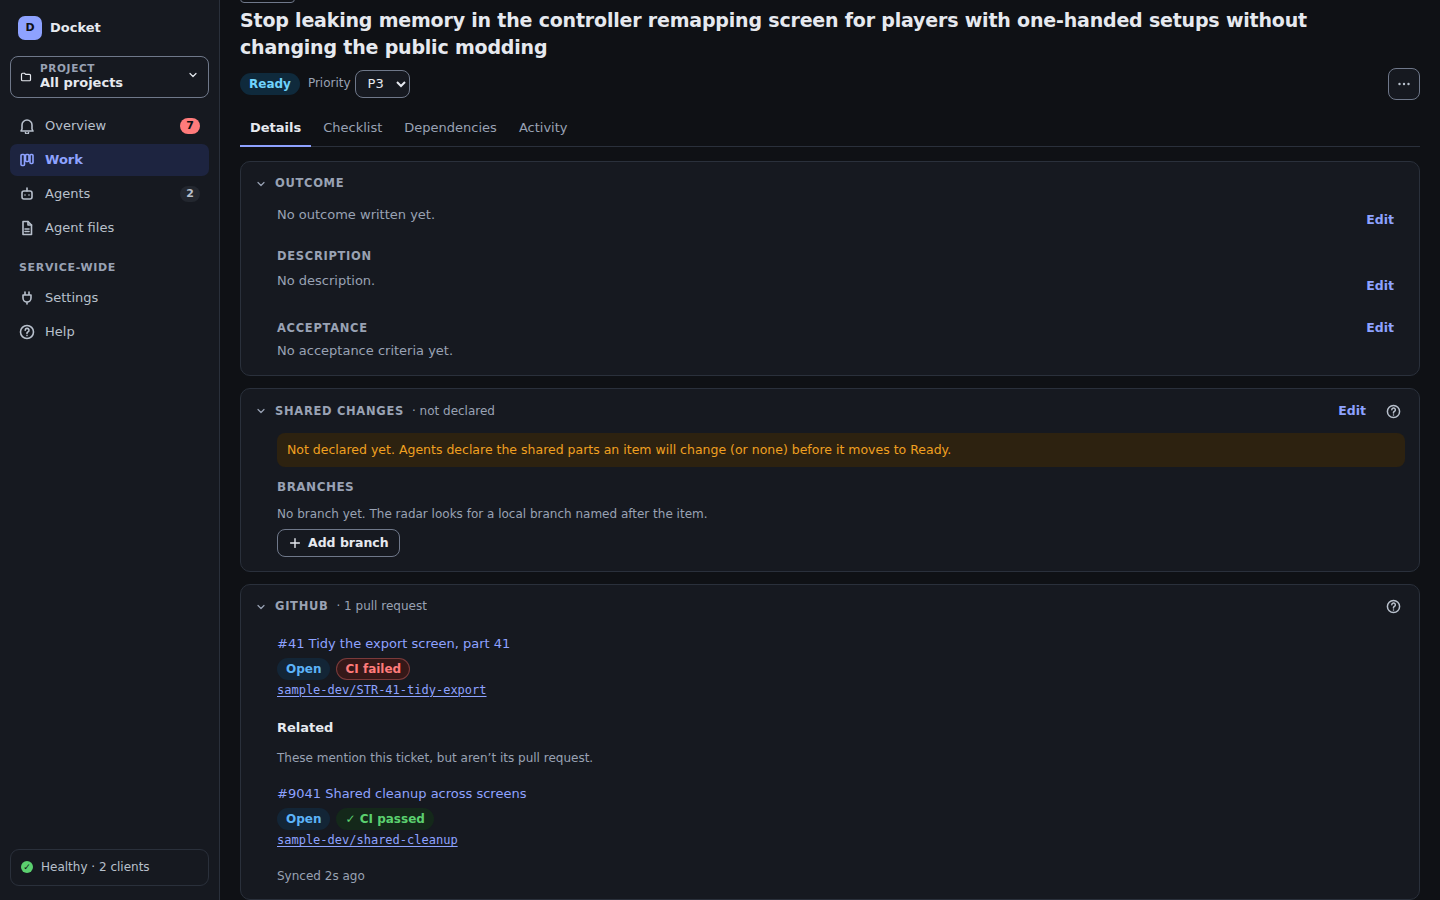 D Docket
PROJECT
All projects
Overview 7
Work
Agents 2
Agent files
SERVICE-WIDE
Settings
Help
Healthy · 2 clients
Stop leaking memory in the controller remapping screen for players with one-handed setups without
changing the public modding
Ready Priority P3
Details Checklist Dependencies Activity
OUTCOME
No outcome written yet.
Edit
DESCRIPTION
No description.
Edit
ACCEPTANCE
Edit
No acceptance criteria yet.
SHARED CHANGES · not declared
Edit
Not declared yet. Agents declare the shared parts an item will change (or none) before it moves to Ready.
BRANCHES
No branch yet. The radar looks for a local branch named after the item.
+ Add branch
GITHUB · 1 pull request
#41 Tidy the export screen, part 41
Open CI failed
sample-dev/STR-41-tidy-export
Related
These mention this ticket, but aren’t its pull request.
#9041 Shared cleanup across screens
Open ✓ CI passed
sample-dev/shared-cleanup
Synced 2s ago